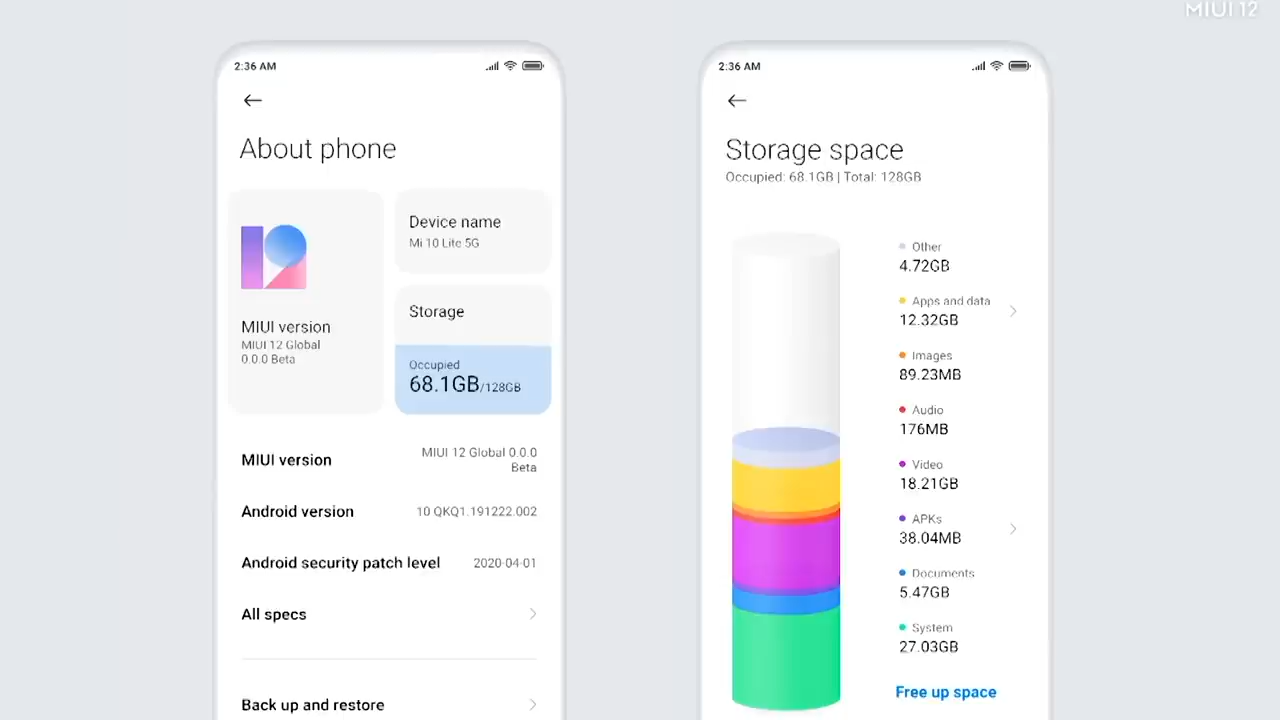 MIUI 12
2:36 AM
About phone
MIUI version
MIUI 12 Global
0.0.0 Beta
Device name
Mi 10 Lite 5G
Storage
Occupied
68.1GB/128GB
MIUI version
MIUI 12 Global 0.0.0
Beta
Android version
10 QKQ1.191222.002
Android security patch level
2020-04-01
All specs
Back up and restore
2:36 AM
Storage space
Occupied: 68.1GB | Total: 128GB
Other
4.72GB
Apps and data
12.32GB
Images
89.23MB
Audio
176MB
Video
18.21GB
APKs
38.04MB
Documents
5.47GB
System
27.03GB
Free up space